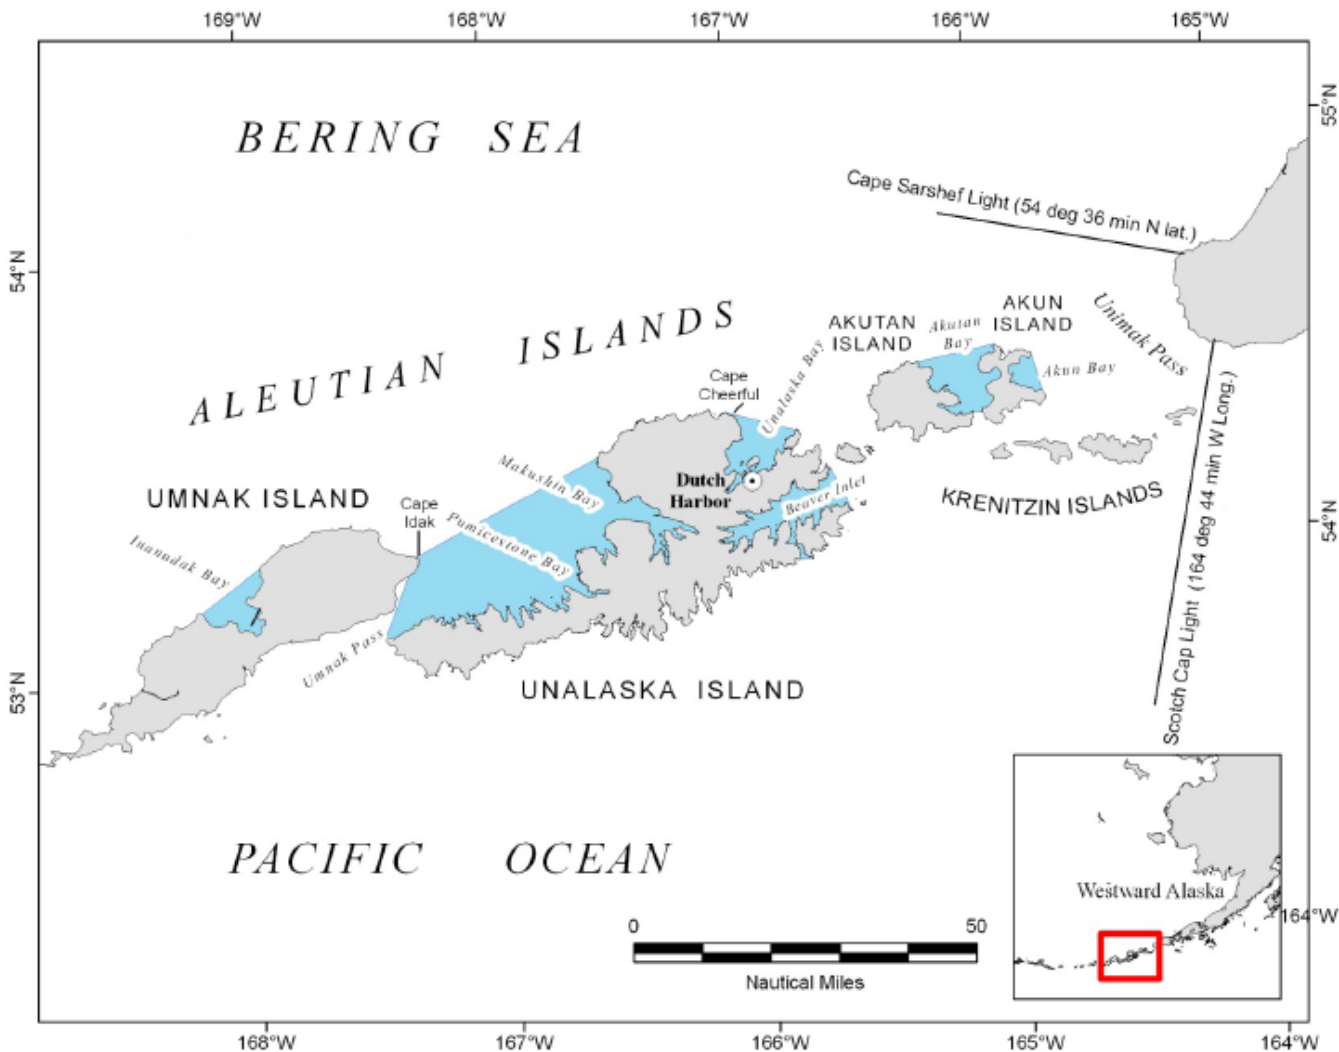 169°W
168°W
167°W
166°W
165°W
55°N
BERING SEA
Cape Sarshef Light (54 deg 36 min N lat.)
54°N
ALEUTIAN ISLANDS
AKUTAN
ISLAND
Akutan
Bay
AKUN
ISLAND
Unimak Pass
Akun Bay
Cape
Cheerful
Unalaska Bay
Makushin Bay
Dutch
Harbor
Beaver Inlet
KRENITZIN ISLANDS
54°N
UMNAK ISLAND
Cape
Idak
Pumicestone Bay
Inanudak Bay
Umnak Pass
UNALASKA ISLAND
Scotch Cap Light (164 deg 44 min W Long.)
53°N
PACIFIC OCEAN
Westward Alaska
164°W
0
50
Nautical Miles
168°W
167°W
166°W
165°W
164°W